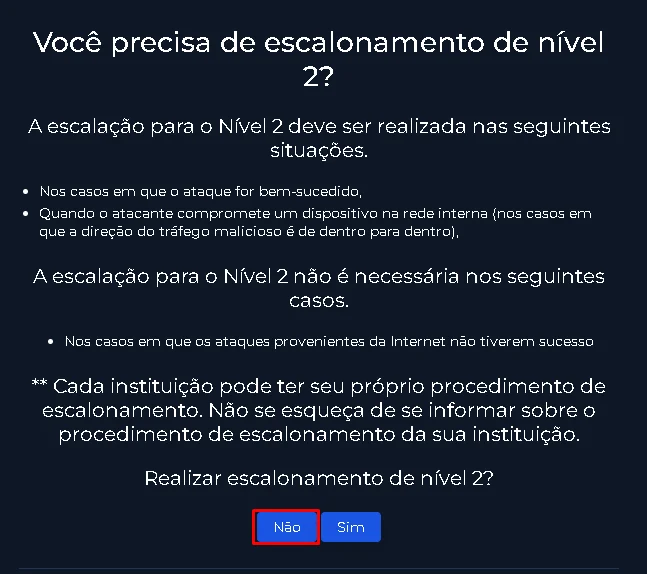 Você precisa de escalonamento de nível
2?
A escalação para o Nível 2 deve ser realizada nas seguintes
situações.
Nos casos em que o ataque for bem-sucedido,
Quando o atacante compromete um dispositivo na rede interna (nos casos em
que a direção do tráfego malicioso é de dentro para dentro),
A escalação para o Nível 2 não é necessária nos seguintes
casos.
Nos casos em que os ataques provenientes da Internet não tiverem sucesso
** Cada instituição pode ter seu próprio procedimento de
escalonamento. Não se esqueça de se informar sobre o
procedimento de escalonamento da sua instituição.
Realizar escalonamento de nível 2?
Não Sim